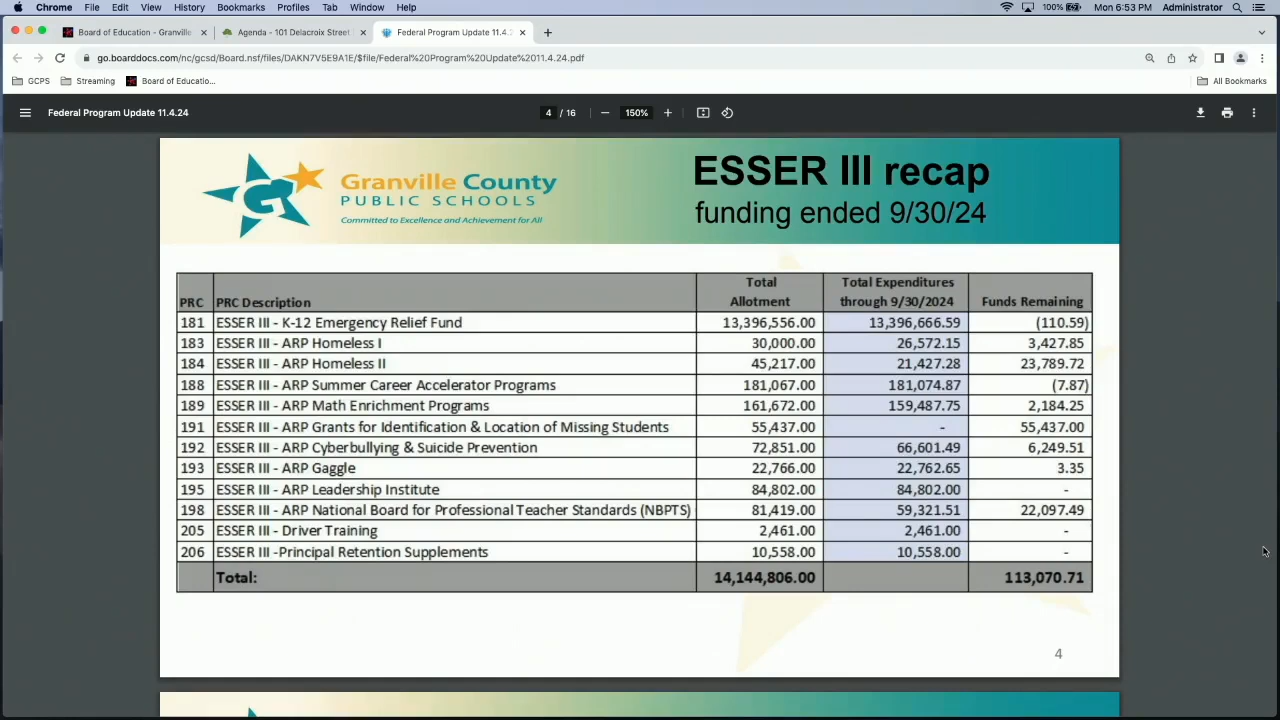 Chrome File Edit View History Bookmarks Profiles Tab Window Help 100% Mon 6:53 PM Administrator
Board of Education - Granville Agenda - 101 Delacroix Street Federal Program Update 11.4.2
go.boarddocs.com/nc/gcsd/Board.nsf/files/DAKN7V5E9A1E/$file/Federal%20Program%20Update%2011.4.24.pdf
GCPS Streaming Board of Educatio... All Bookmarks
Federal Program Update 11.4.24 4 / 16 150%
GC
Granville County
PUBLIC SCHOOLS
Committed to Excellence and Achievement for All
ESSER III recap
funding ended 9/30/24
PRC PRC Description Total Allotment Total Expenditures through 9/30/2024 Funds Remaining
181 ESSER III - K-12 Emergency Relief Fund 13,396,556.00 13,396,666.59 (110.59)
183 ESSER III - ARP Homeless I 30,000.00 26,572.15 3,427.85
184 ESSER III - ARP Homeless II 45,217.00 21,427.28 23,789.72
188 ESSER III - ARP Summer Career Accelerator Programs 181,067.00 181,074.87 (7.87)
189 ESSER III - ARP Math Enrichment Programs 161,672.00 159,487.75 2,184.25
191 ESSER III - ARP Grants for Identification & Location of Missing Students 55,437.00 - 55,437.00
192 ESSER III - ARP Cyberbullying & Suicide Prevention 72,851.00 66,601.49 6,249.51
193 ESSER III - ARP Gaggle 22,766.00 22,762.65 3.35
195 ESSER III - ARP Leadership Institute 84,802.00 84,802.00 -
198 ESSER III - ARP National Board for Professional Teacher Standards (NBPTS) 81,419.00 59,321.51 22,097.49
205 ESSER III - Driver Training 2,461.00 2,461.00 -
206 ESSER III -Principal Retention Supplements 10,558.00 10,558.00 -
Total: 14,144,806.00 113,070.71
4